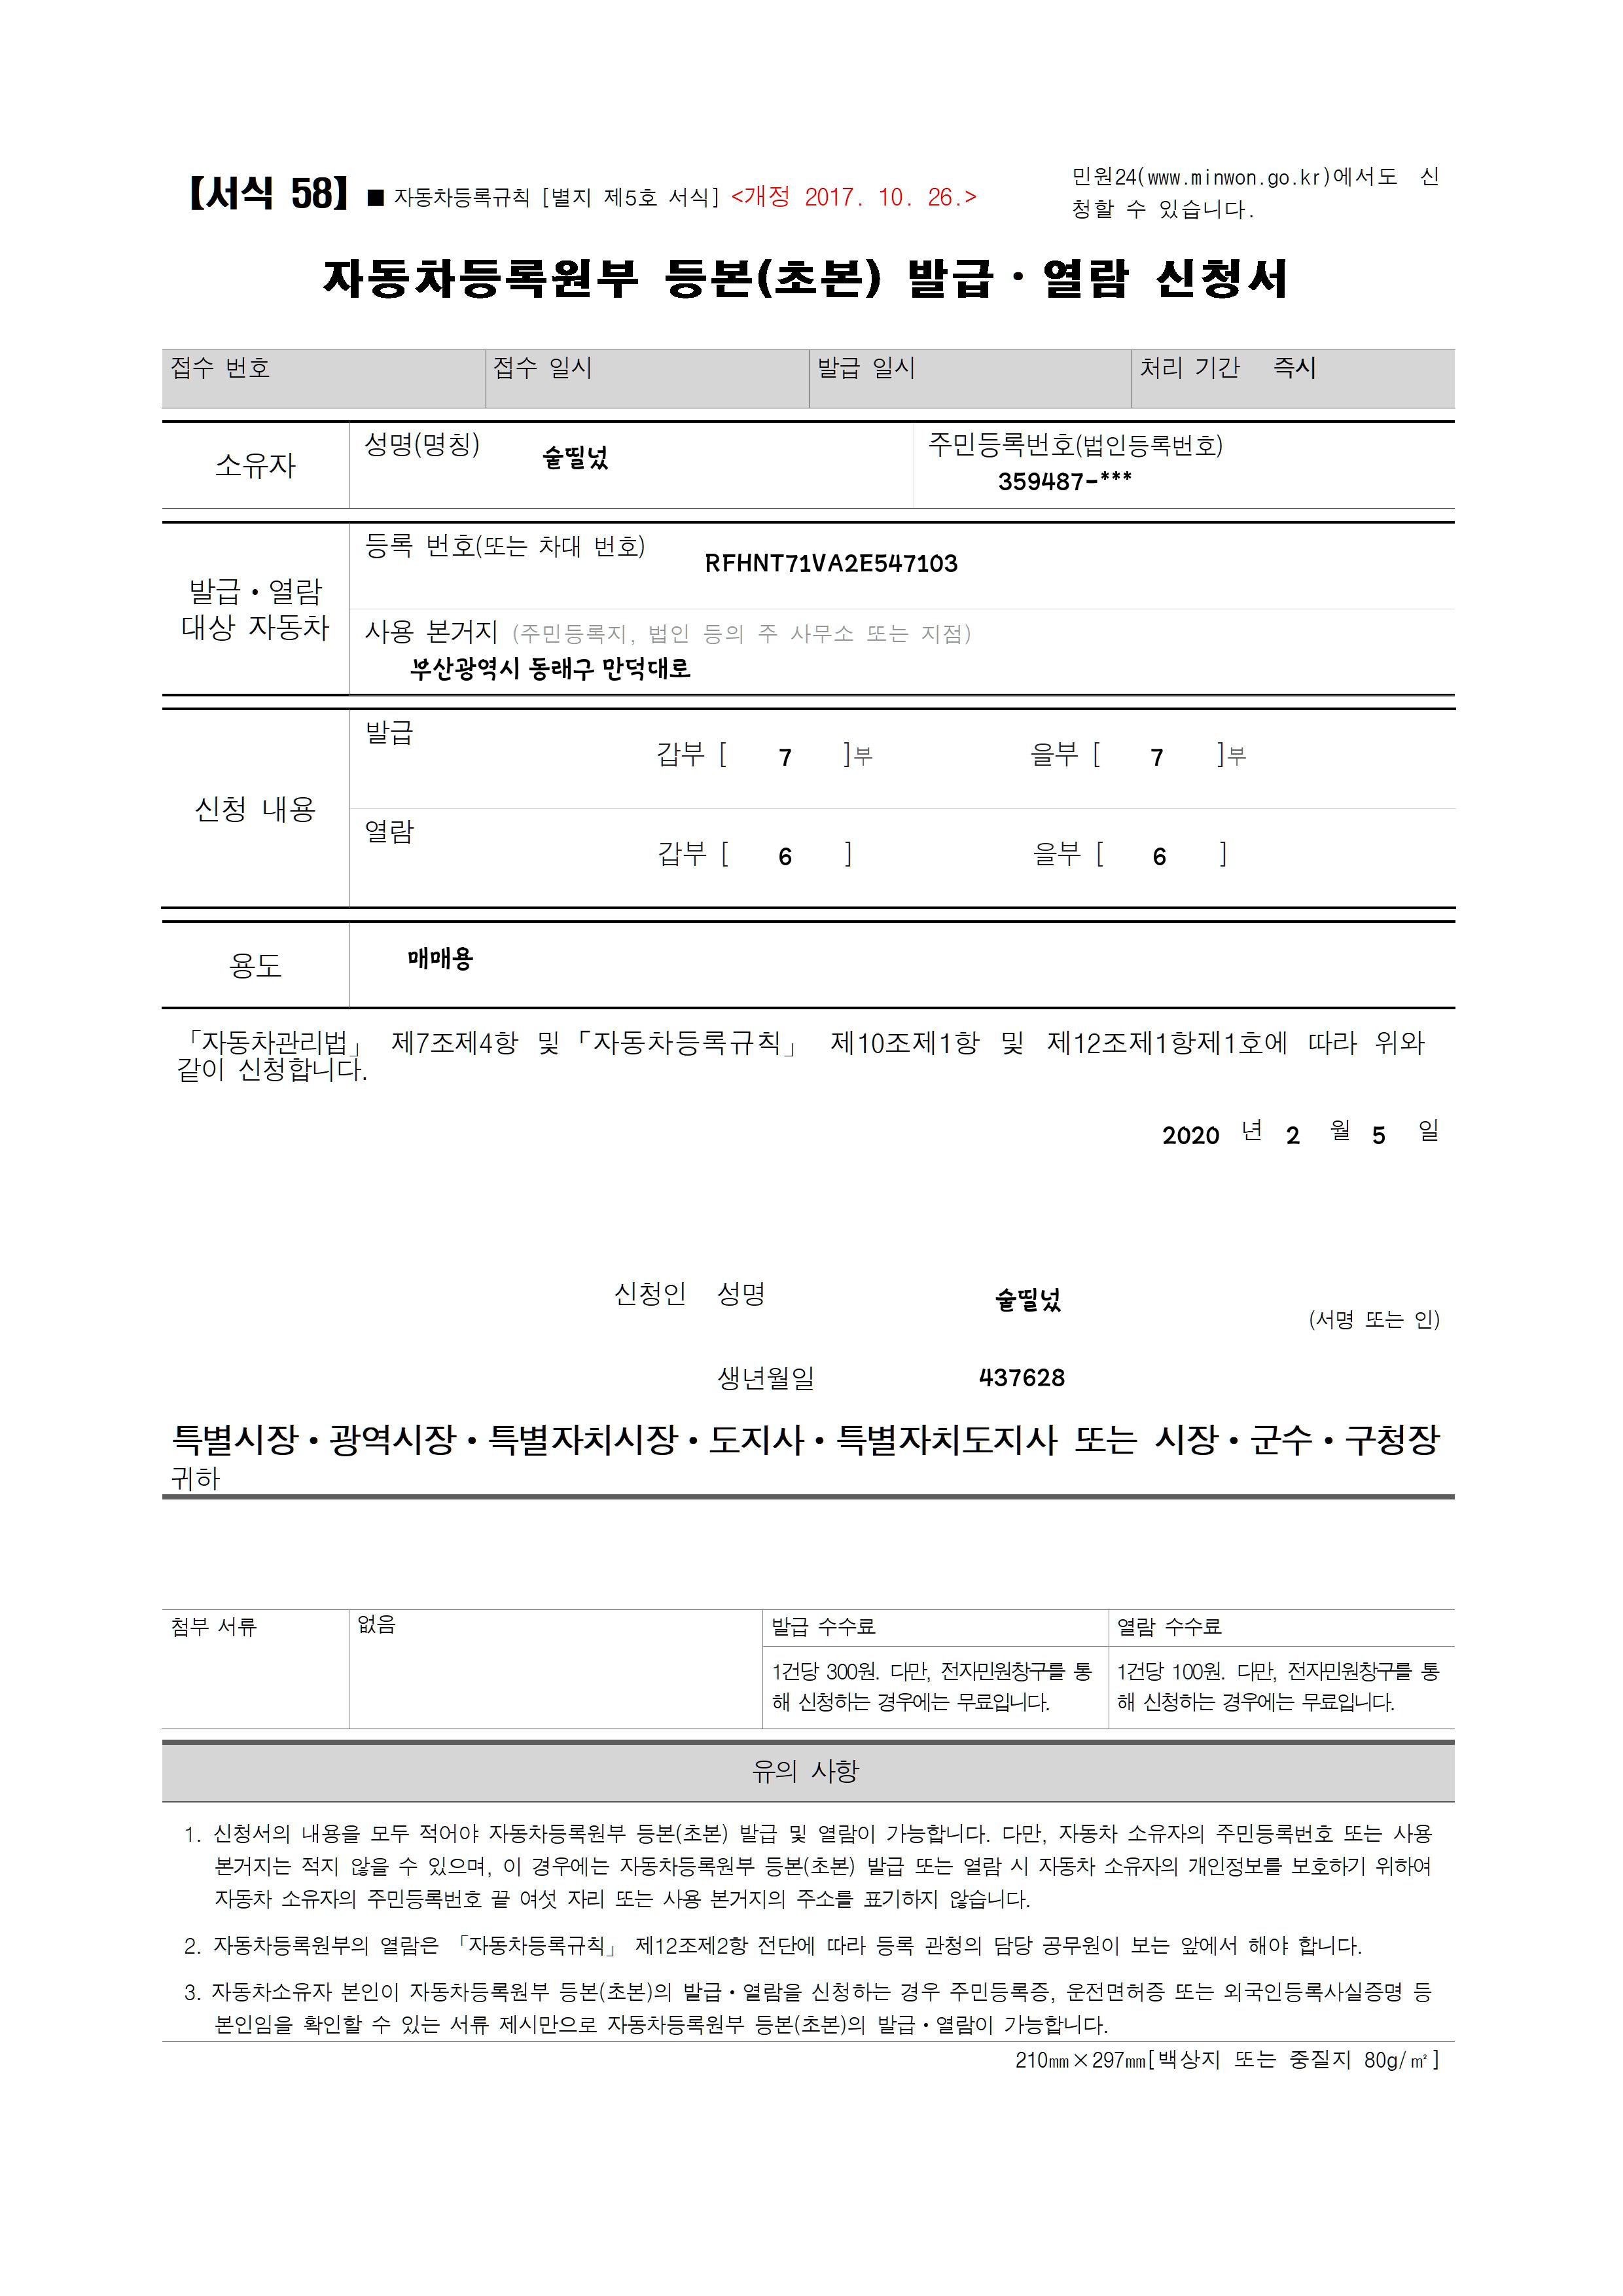 【서식 58】 ■ 자동차등록규칙 [별지 제5호 서식] <개정 2017. 10. 26.>
민원24(www.minwon.go.kr)에서도 신
청할 수 있습니다.
자동차등록원부 등본(초본) 발급·열람 신청서
접수 번호 접수 일시 발급 일시 처리 기간 즉시
소유자 성명(명칭) 술띨넜 주민등록번호(법인등록번호)
359487-***
발급·열람
대상 자동차
등록 번호(또는 차대 번호) RFHNT71VA2E547103
사용 본거지 (주민등록지, 법인 등의 주 사무소 또는 지점)
부산광역시 동래구 만덕대로
신청 내용
발급
갑부 [ 7 ]부 을부 [ 7 ]부
열람
갑부 [ 6 ] 을부 [ 6 ]
용도 매매용
「자동차관리법」 제7조제4항 및 「자동차등록규칙」 제10조제1항 및 제12조제1항제1호에 따라 위와
같이 신청합니다.
2020 년 2 월 5 일
신청인 성명 술띨넜
(서명 또는 인)
생년월일 437628
특별시장·광역시장·특별자치시장·도지사·특별자치도지사 또는 시장·군수·구청장
귀하
첨부 서류 없음 발급 수수료 열람 수수료
1건당 300원. 다만, 전자민원창구를 통
해 신청하는 경우에는 무료입니다.
1건당 100원. 다만, 전자민원창구를 통
해 신청하는 경우에는 무료입니다.
유의 사항
1. 신청서의 내용을 모두 적어야 자동차등록원부 등본(초본) 발급 및 열람이 가능합니다. 다만, 자동차 소유자의 주민등록번호 또는 사용
본거지는 적지 않을 수 있으며, 이 경우에는 자동차등록원부 등본(초본) 발급 또는 열람 시 자동차 소유자의 개인정보를 보호하기 위하여
자동차 소유자의 주민등록번호 끝 여섯 자리 또는 사용 본거지의 주소를 표기하지 않습니다.
2. 자동차등록원부의 열람은 「자동차등록규칙」 제12조제2항 전단에 따라 등록 관청의 담당 공무원이 보는 앞에서 해야 합니다.
3. 자동차소유자 본인이 자동차등록원부 등본(초본)의 발급·열람을 신청하는 경우 주민등록증, 운전면허증 또는 외국인등록사실증명 등
본인임을 확인할 수 있는 서류 제시만으로 자동차등록원부 등본(초본)의 발급·열람이 가능합니다.
210㎜×297㎜[백상지 또는 중질지 80g/㎡]